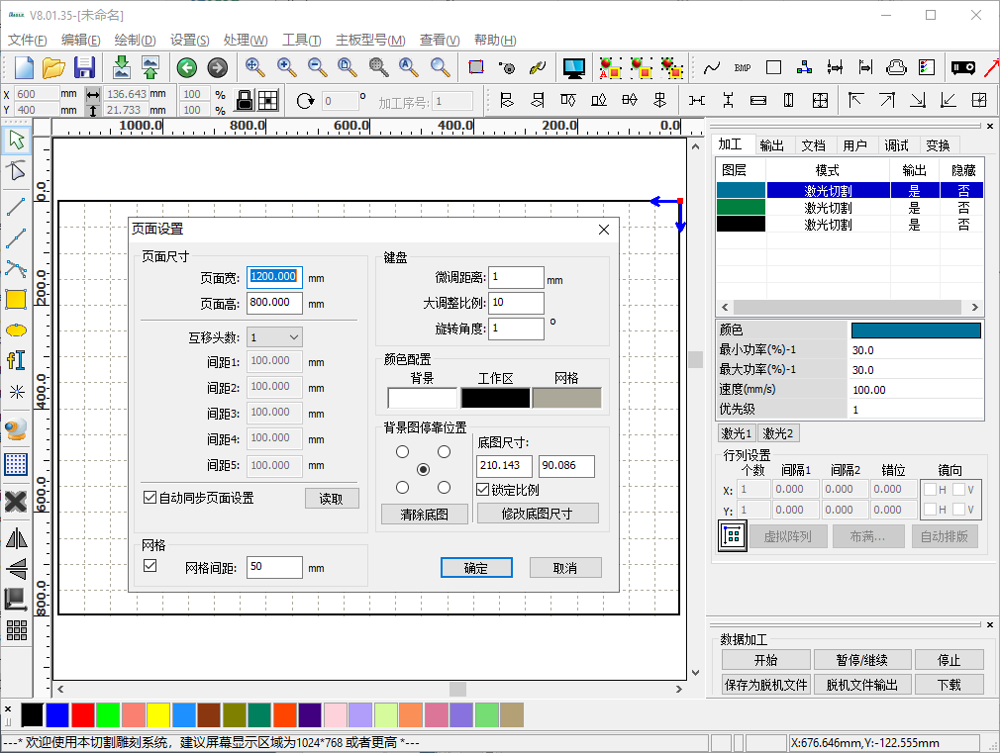 V8.01.35-[未命名]
文件(F) 编辑(E) 绘制(D) 设置(S) 处理(W) 工具(T) 主板型号(M) 查看(V) 帮助(H)
BMP
X 600 mm 136.643 mm 100 %
Y 400 mm 21.733 mm 100 %
0 ° 加工序号: 1
1000.0 800.0 600.0 400.0 200.0 0.0
0.0
200.0
400.0
600.0
800.0
页面设置
页面尺寸
页面宽: 1200.000 mm
页面高: 800.000 mm
互移头数: 1
间距1: 100.000 mm
间距2: 100.000 mm
间距3: 100.000 mm
间距4: 100.000 mm
间距5: 100.000 mm
自动同步页面设置 读取
网格
网格间距: 50 mm
键盘
微调距离: 1 mm
大调整比例: 10
旋转角度: 1 °
颜色配置
背景 工作区 网格
背景图停靠位置
底图尺寸:
210.143 90.086
锁定比例
清除底图 修改底图尺寸
确定 取消
加工 输出 文档 用户 调试 变换
图层 模式 输出 隐藏
激光切割 是 否
激光切割 是 否
激光切割 是 否
颜色
最小功率(%)-1 30.0
最大功率(%)-1 30.0
速度(mm/s) 100.00
优先级 1
激光1 激光2
行列设置
个数 间隔1 间隔2 错位 镜向
X: 1 0.000 0.000 0.000 H V
Y: 1 0.000 0.000 0.000 H V
虚拟阵列 布满... 自动排版
数据加工
开始 暂停/继续 停止
保存为脱机文件 脱机文件输出 下载
---* 欢迎使用本切割雕刻系统，建议屏幕显示区域为1024*768 或者更高 *---
X:676.646mm,Y:-122.555mm